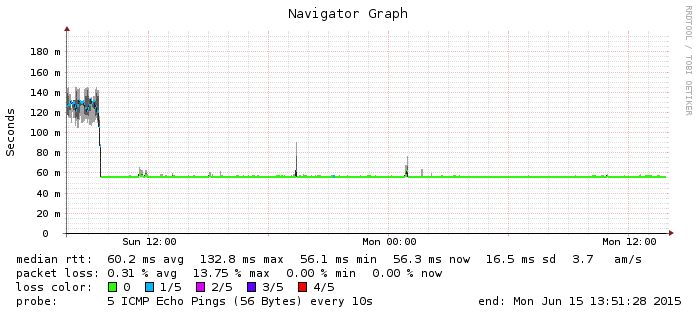 Navigator Graph
RRDTOOL / TOBI OETIKER
Seconds
180 m
160 m
140 m
120 m
100 m
80 m
60 m
40 m
20 m
0
Sun 12:00 Mon 00:00 Mon 12:00
median rtt: 60.2 ms avg 132.8 ms max 56.1 ms min 56.3 ms now 16.5 ms sd 3.7 am/s
packet loss: 0.31 % avg 13.75 % max 0.00 % min 0.00 % now
loss color: 0 1/5 2/5 3/5 4/5
probe: 5 ICMP Echo Pings (56 Bytes) every 10s end: Mon Jun 15 13:51:28 2015